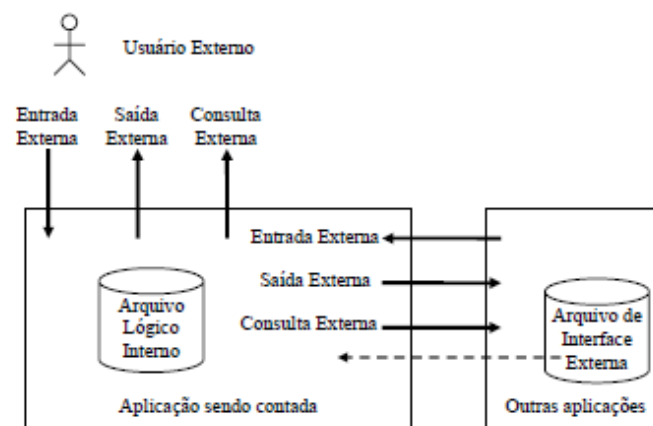 Usuário Externo
Entrada Externa
Saída Externa
Consulta Externa
Entrada Externa
Saída Externa
Consulta Externa
Arquivo
Lógico
Interno
Arquivo de
Interface
Externa
Aplicação sendo contada
Outras aplicações